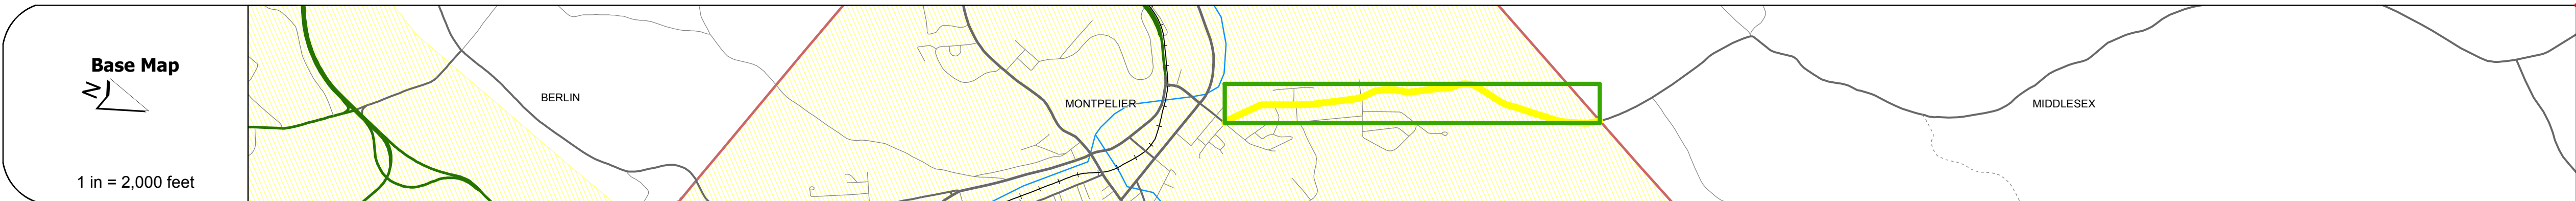 Base Map
N
1 in = 2,000 feet
BERLIN
MONTPELIER
MIDDLESEX